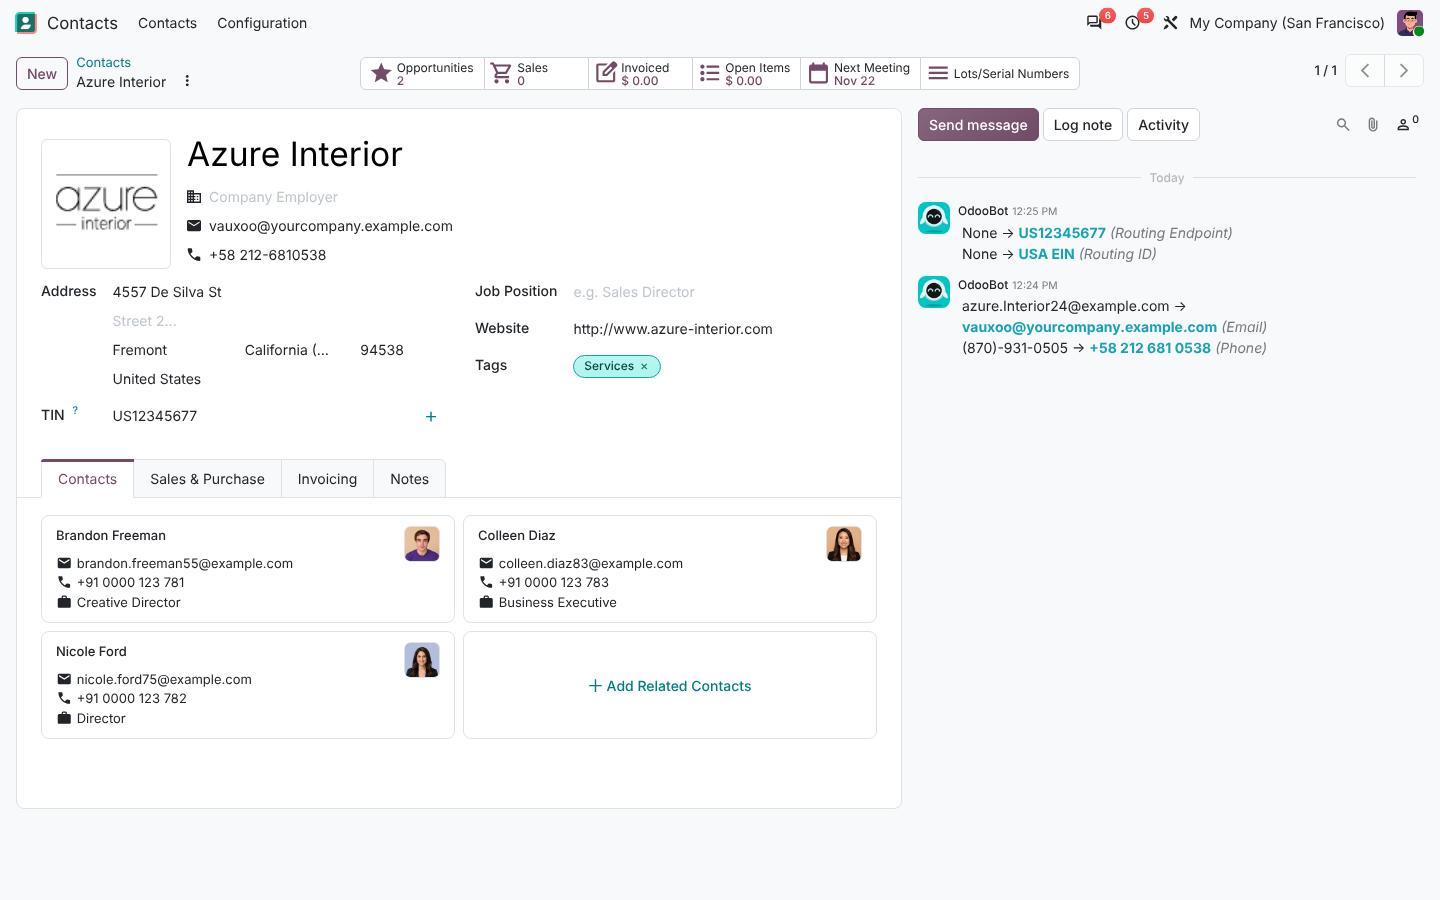 Contacts
Contacts
Configuration
6
5
My Company (San Francisco)
New
Contacts
Azure Interior
Opportunities
2
Sales
0
Invoiced
$ 0.00
Open Items
$ 0.00
Next Meeting
Nov 22
Lots/Serial Numbers
1 / 1
azure
interior
Azure Interior
Company Employer
vauxoo@yourcompany.example.com
+58 212-6810538
Address
4557 De Silva St
Street 2...
Fremont
California (...
94538
United States
TIN ?
US12345677
Job Position
e.g. Sales Director
Website
http://www.azure-interior.com
Tags
Services ×
Contacts
Sales & Purchase
Invoicing
Notes
Brandon Freeman
brandon.freeman55@example.com
+91 0000 123 781
Creative Director
Colleen Diaz
colleen.diaz83@example.com
+91 0000 123 783
Business Executive
Nicole Ford
nicole.ford75@example.com
+91 0000 123 782
Director
Add Related Contacts
Send message
Log note
Activity
0
Today
OdooBot 12:25 PM
None → US12345677 (Routing Endpoint)
None → USA EIN (Routing ID)
OdooBot 12:24 PM
azure.Interior24@example.com →
vauxoo@yourcompany.example.com (Email)
(870)-931-0505 → +58 212 681 0538 (Phone)